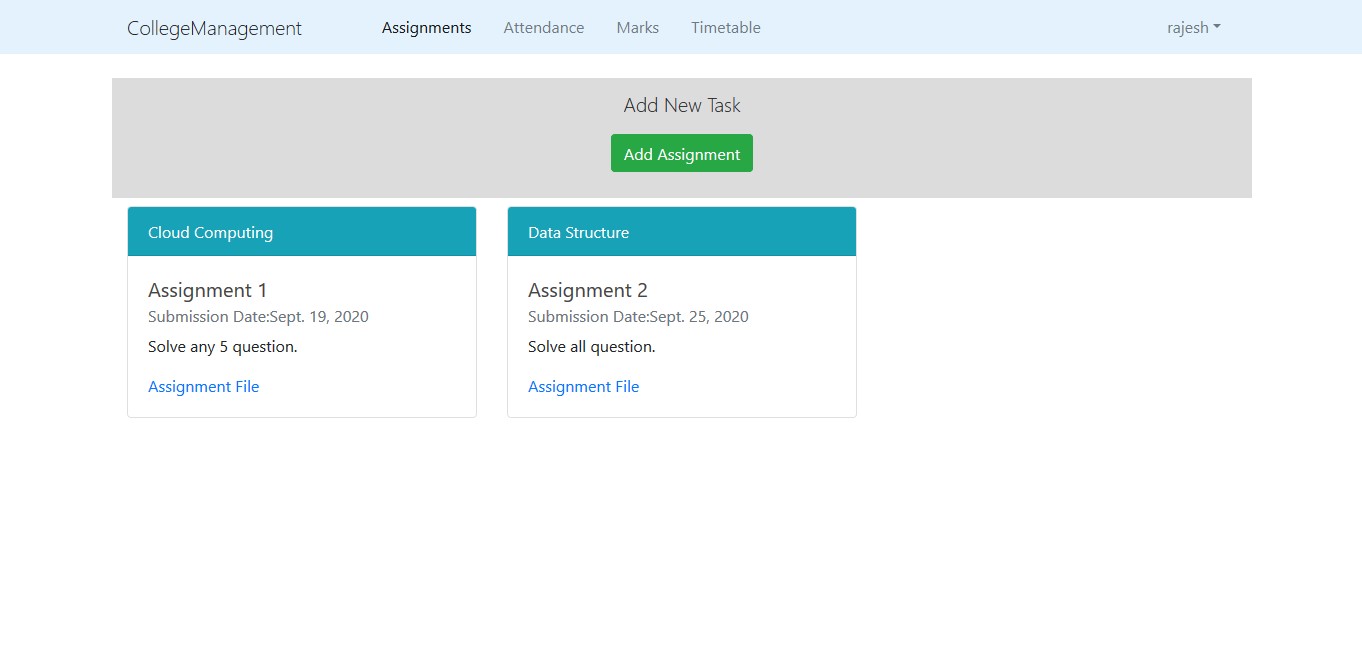 CollegeManagement Assignments Attendance Marks Timetable rajesh
Add New Task
Add Assignment
Cloud Computing
Assignment 1
Submission Date:Sept. 19, 2020
Solve any 5 question.
Assignment File
Data Structure
Assignment 2
Submission Date:Sept. 25, 2020
Solve all question.
Assignment File